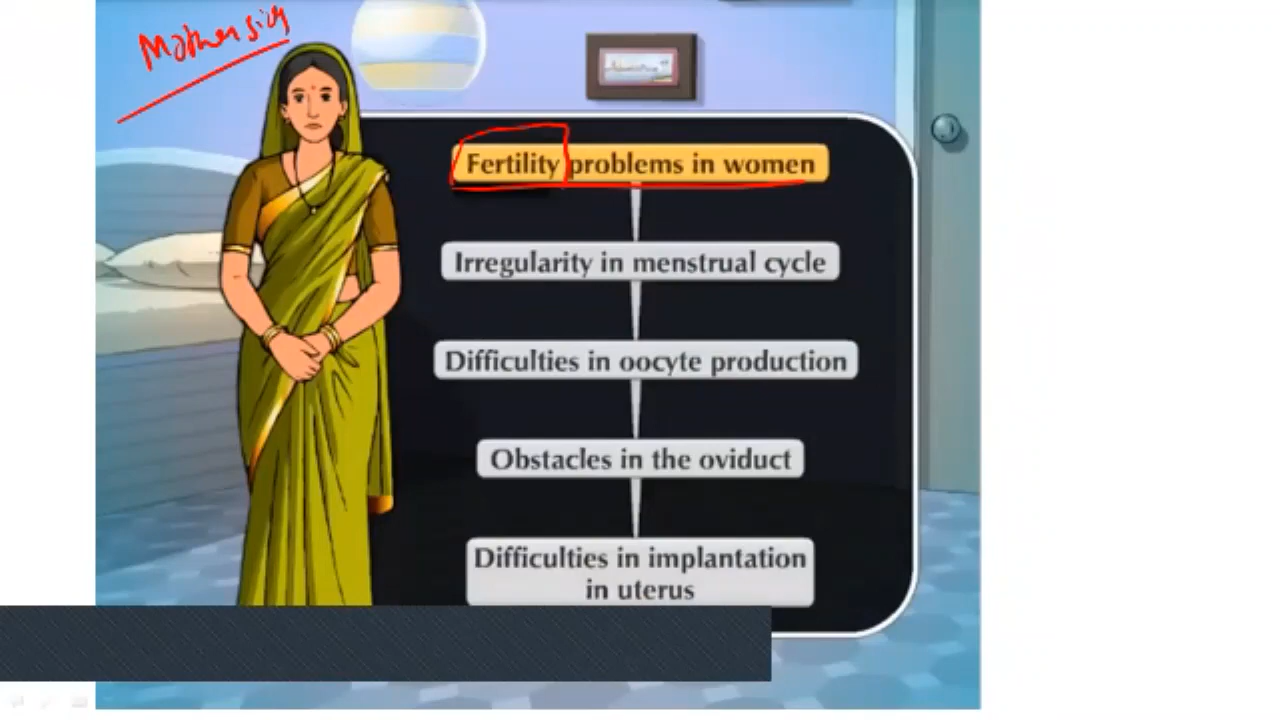 Fertility problems in women
Irregularity in menstrual cycle
Difficulties in oocyte production
Obstacles in the oviduct
Difficulties in implantation
in uterus